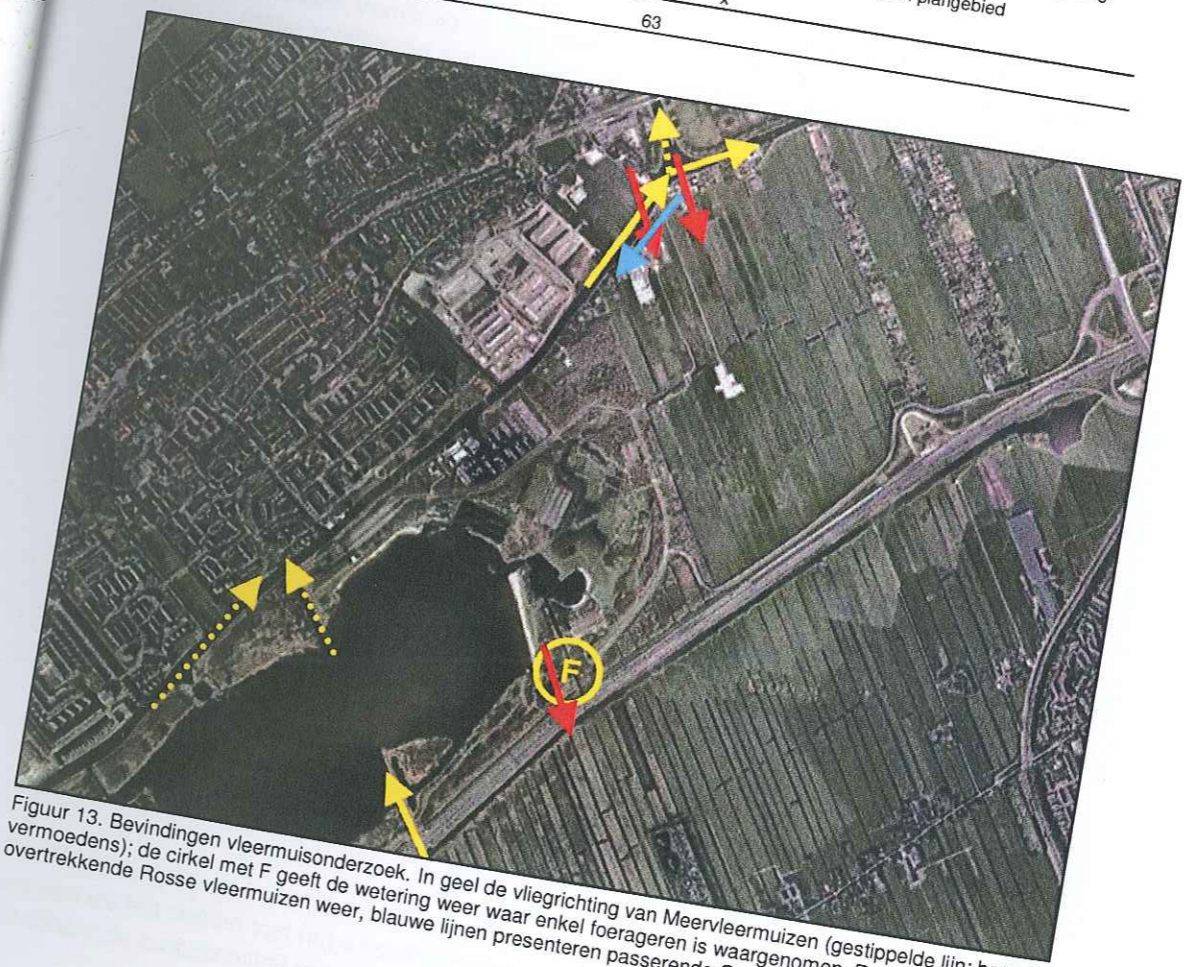 plangebied
63
F
Figuur 13. Bevindingen vleermuisonderzoek. In geel de vliegrichting van Meervleermuizen (gestippelde lijn:
vermoedens); de cirkel met F geeft de wetering weer waar enkel foerageren is waargenomen.
overtrekkende Rosse vleermuizen weer, blauwe lijnen presenteren passerende